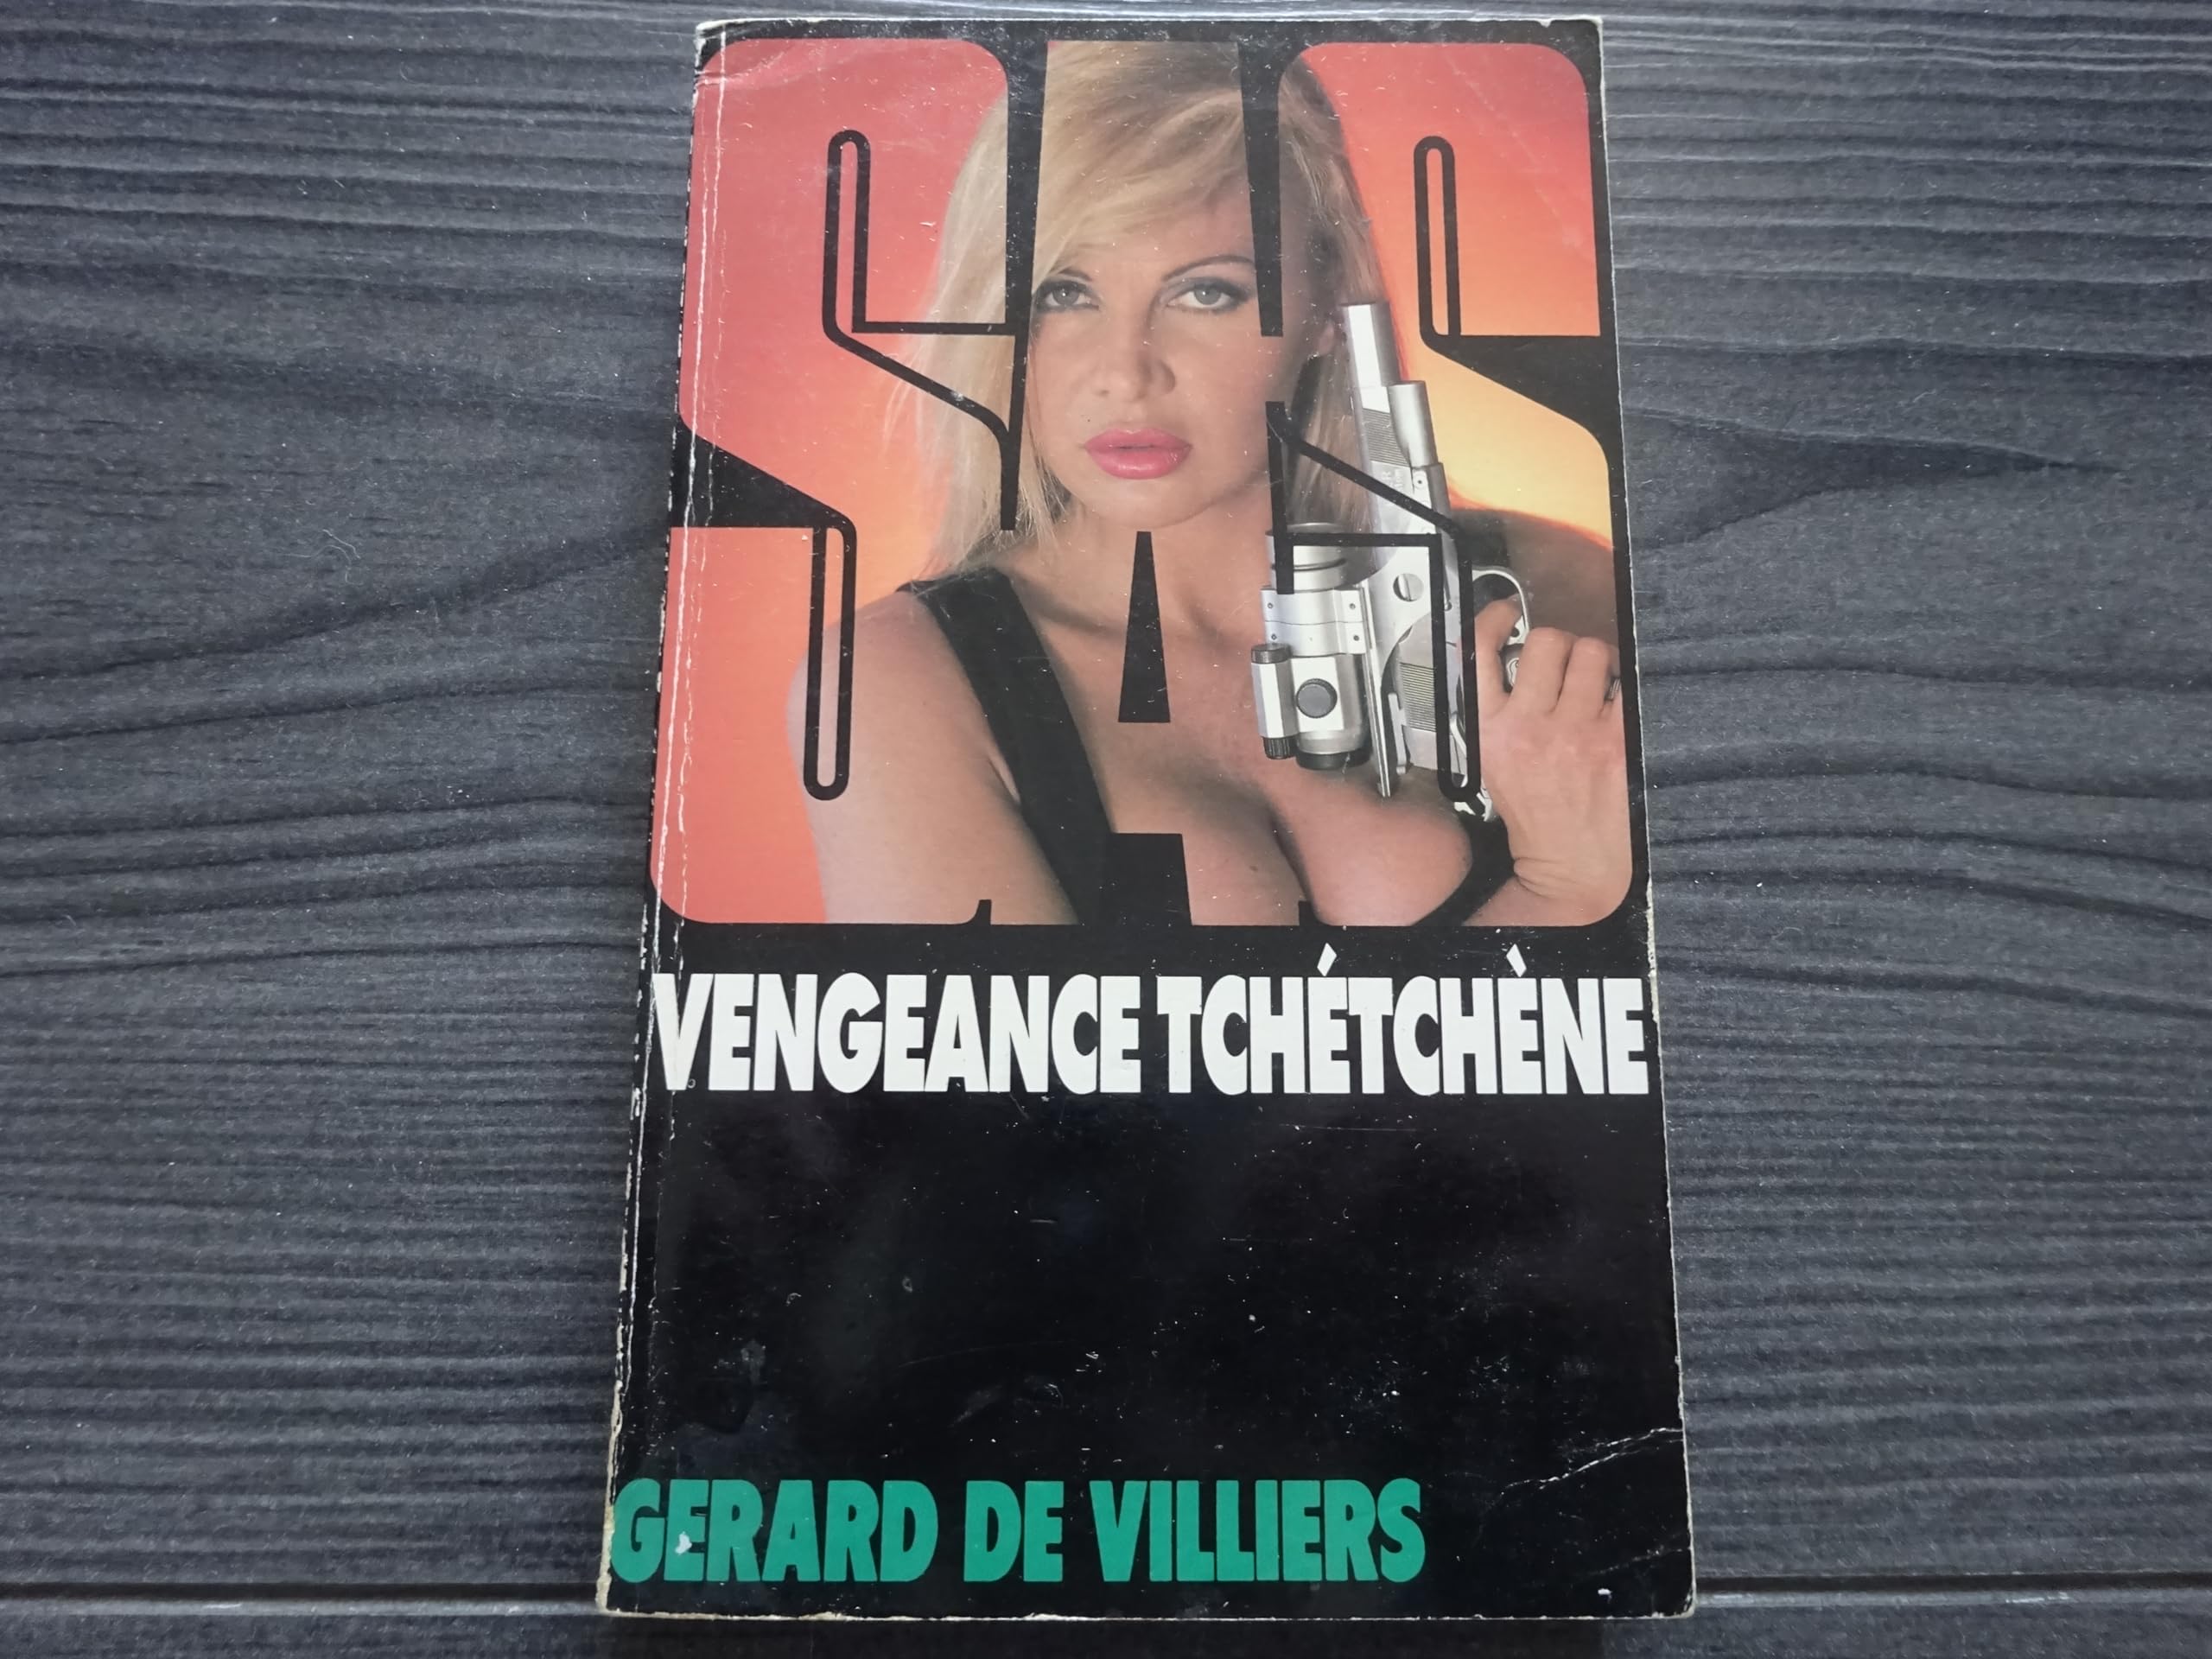 SAS
VENGEANCE TCHÉTCHÈNE
GERARD DE VILLIERS